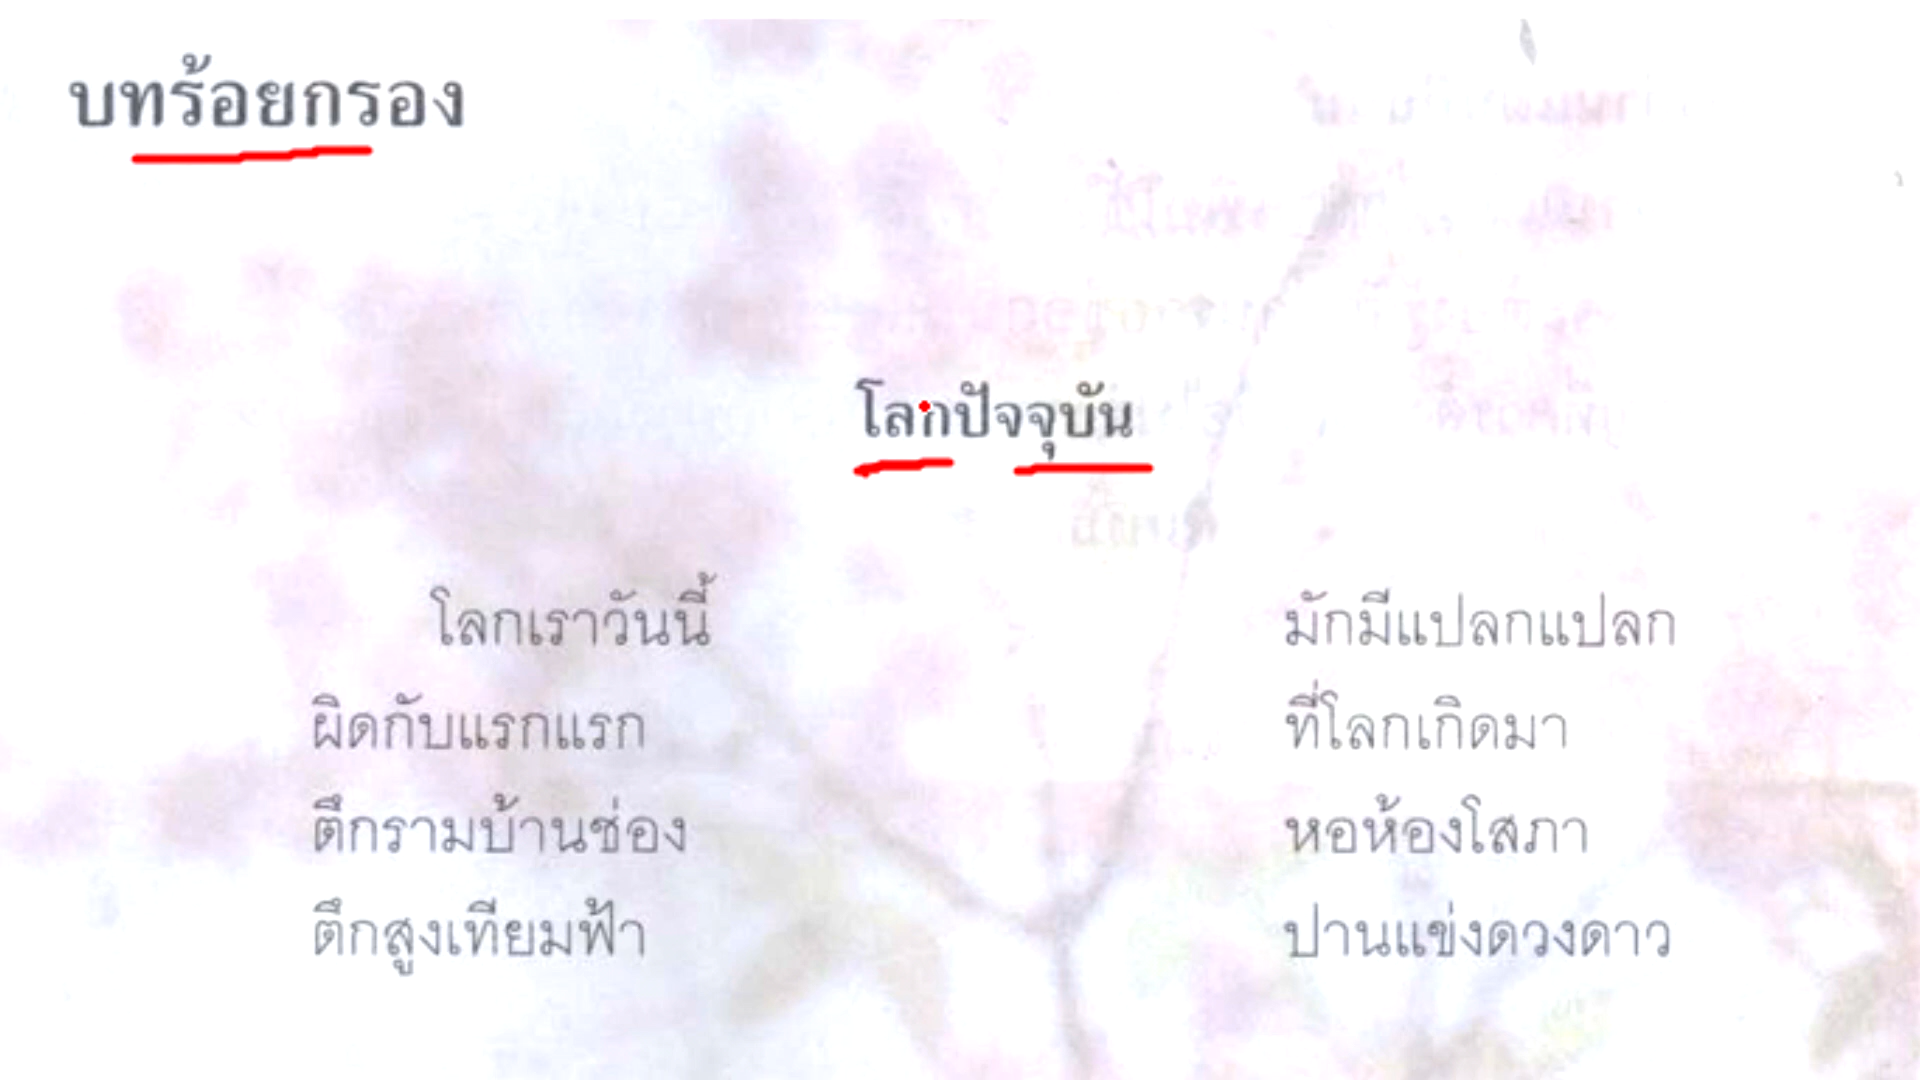 บทร้อยกรอง
โลกปัจจุบัน
โลกเราวันนี้ มักมีแปลกแปลก
ผิดกับแรกแรก ที่โลกเกิดมา
ตึกรามบ้านช่อง หอห้องโสภา
ตึกสูงเทียมฟ้า ปานแข่งดวงดาว